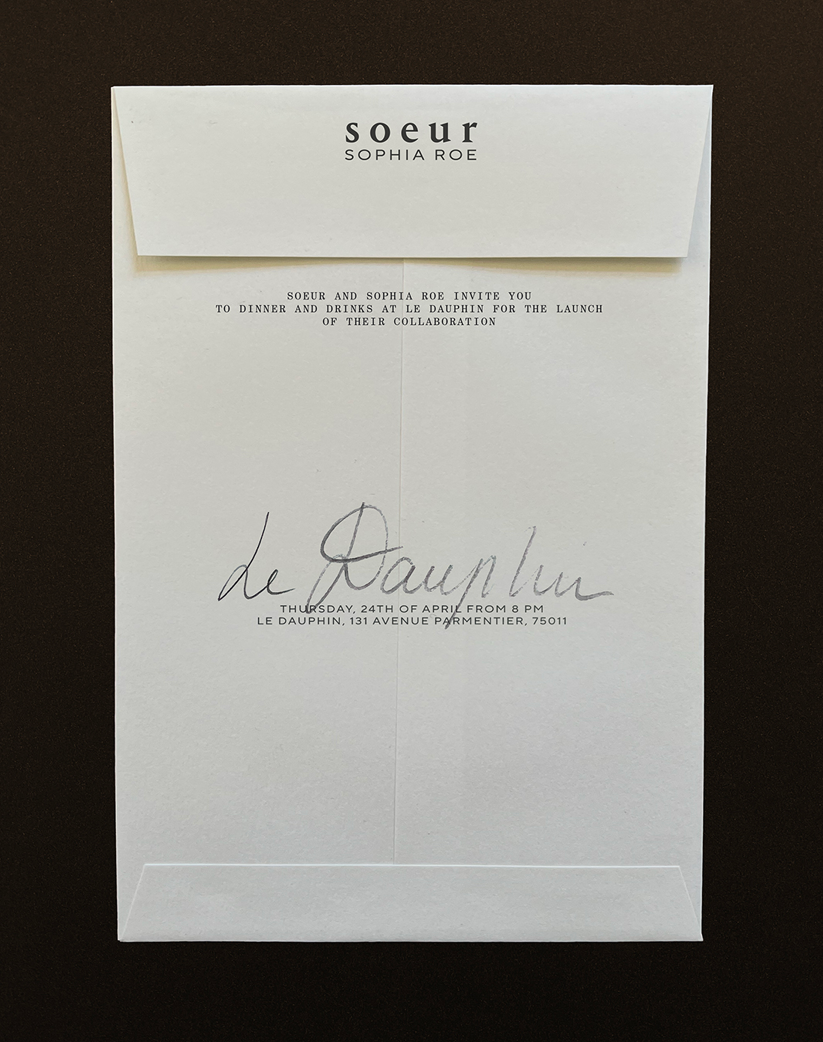 soeur
SOPHIA ROE
SOEUR AND SOPHIA ROE INVITE YOU
TO DINNER AND DRINKS AT LE DAUPHIN FOR THE LAUNCH
OF THEIR COLLABORATION
Le Dauphin
THURSDAY, 24TH OF APRIL FROM 8 PM
LE DAUPHIN, 131 AVENUE PARMENTIER, 75011